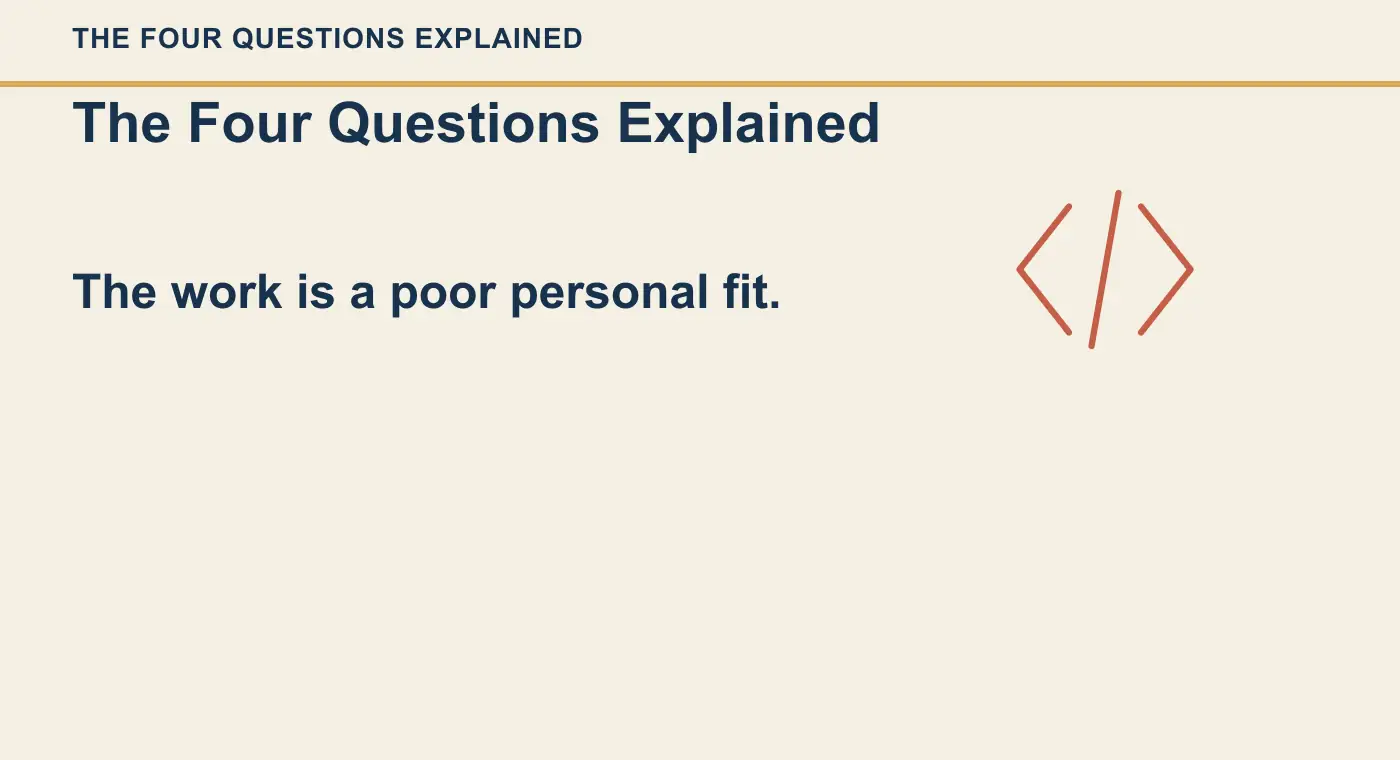 THE FOUR QUESTIONS EXPLAINED
The Four Questions Explained
The work is a poor personal fit.